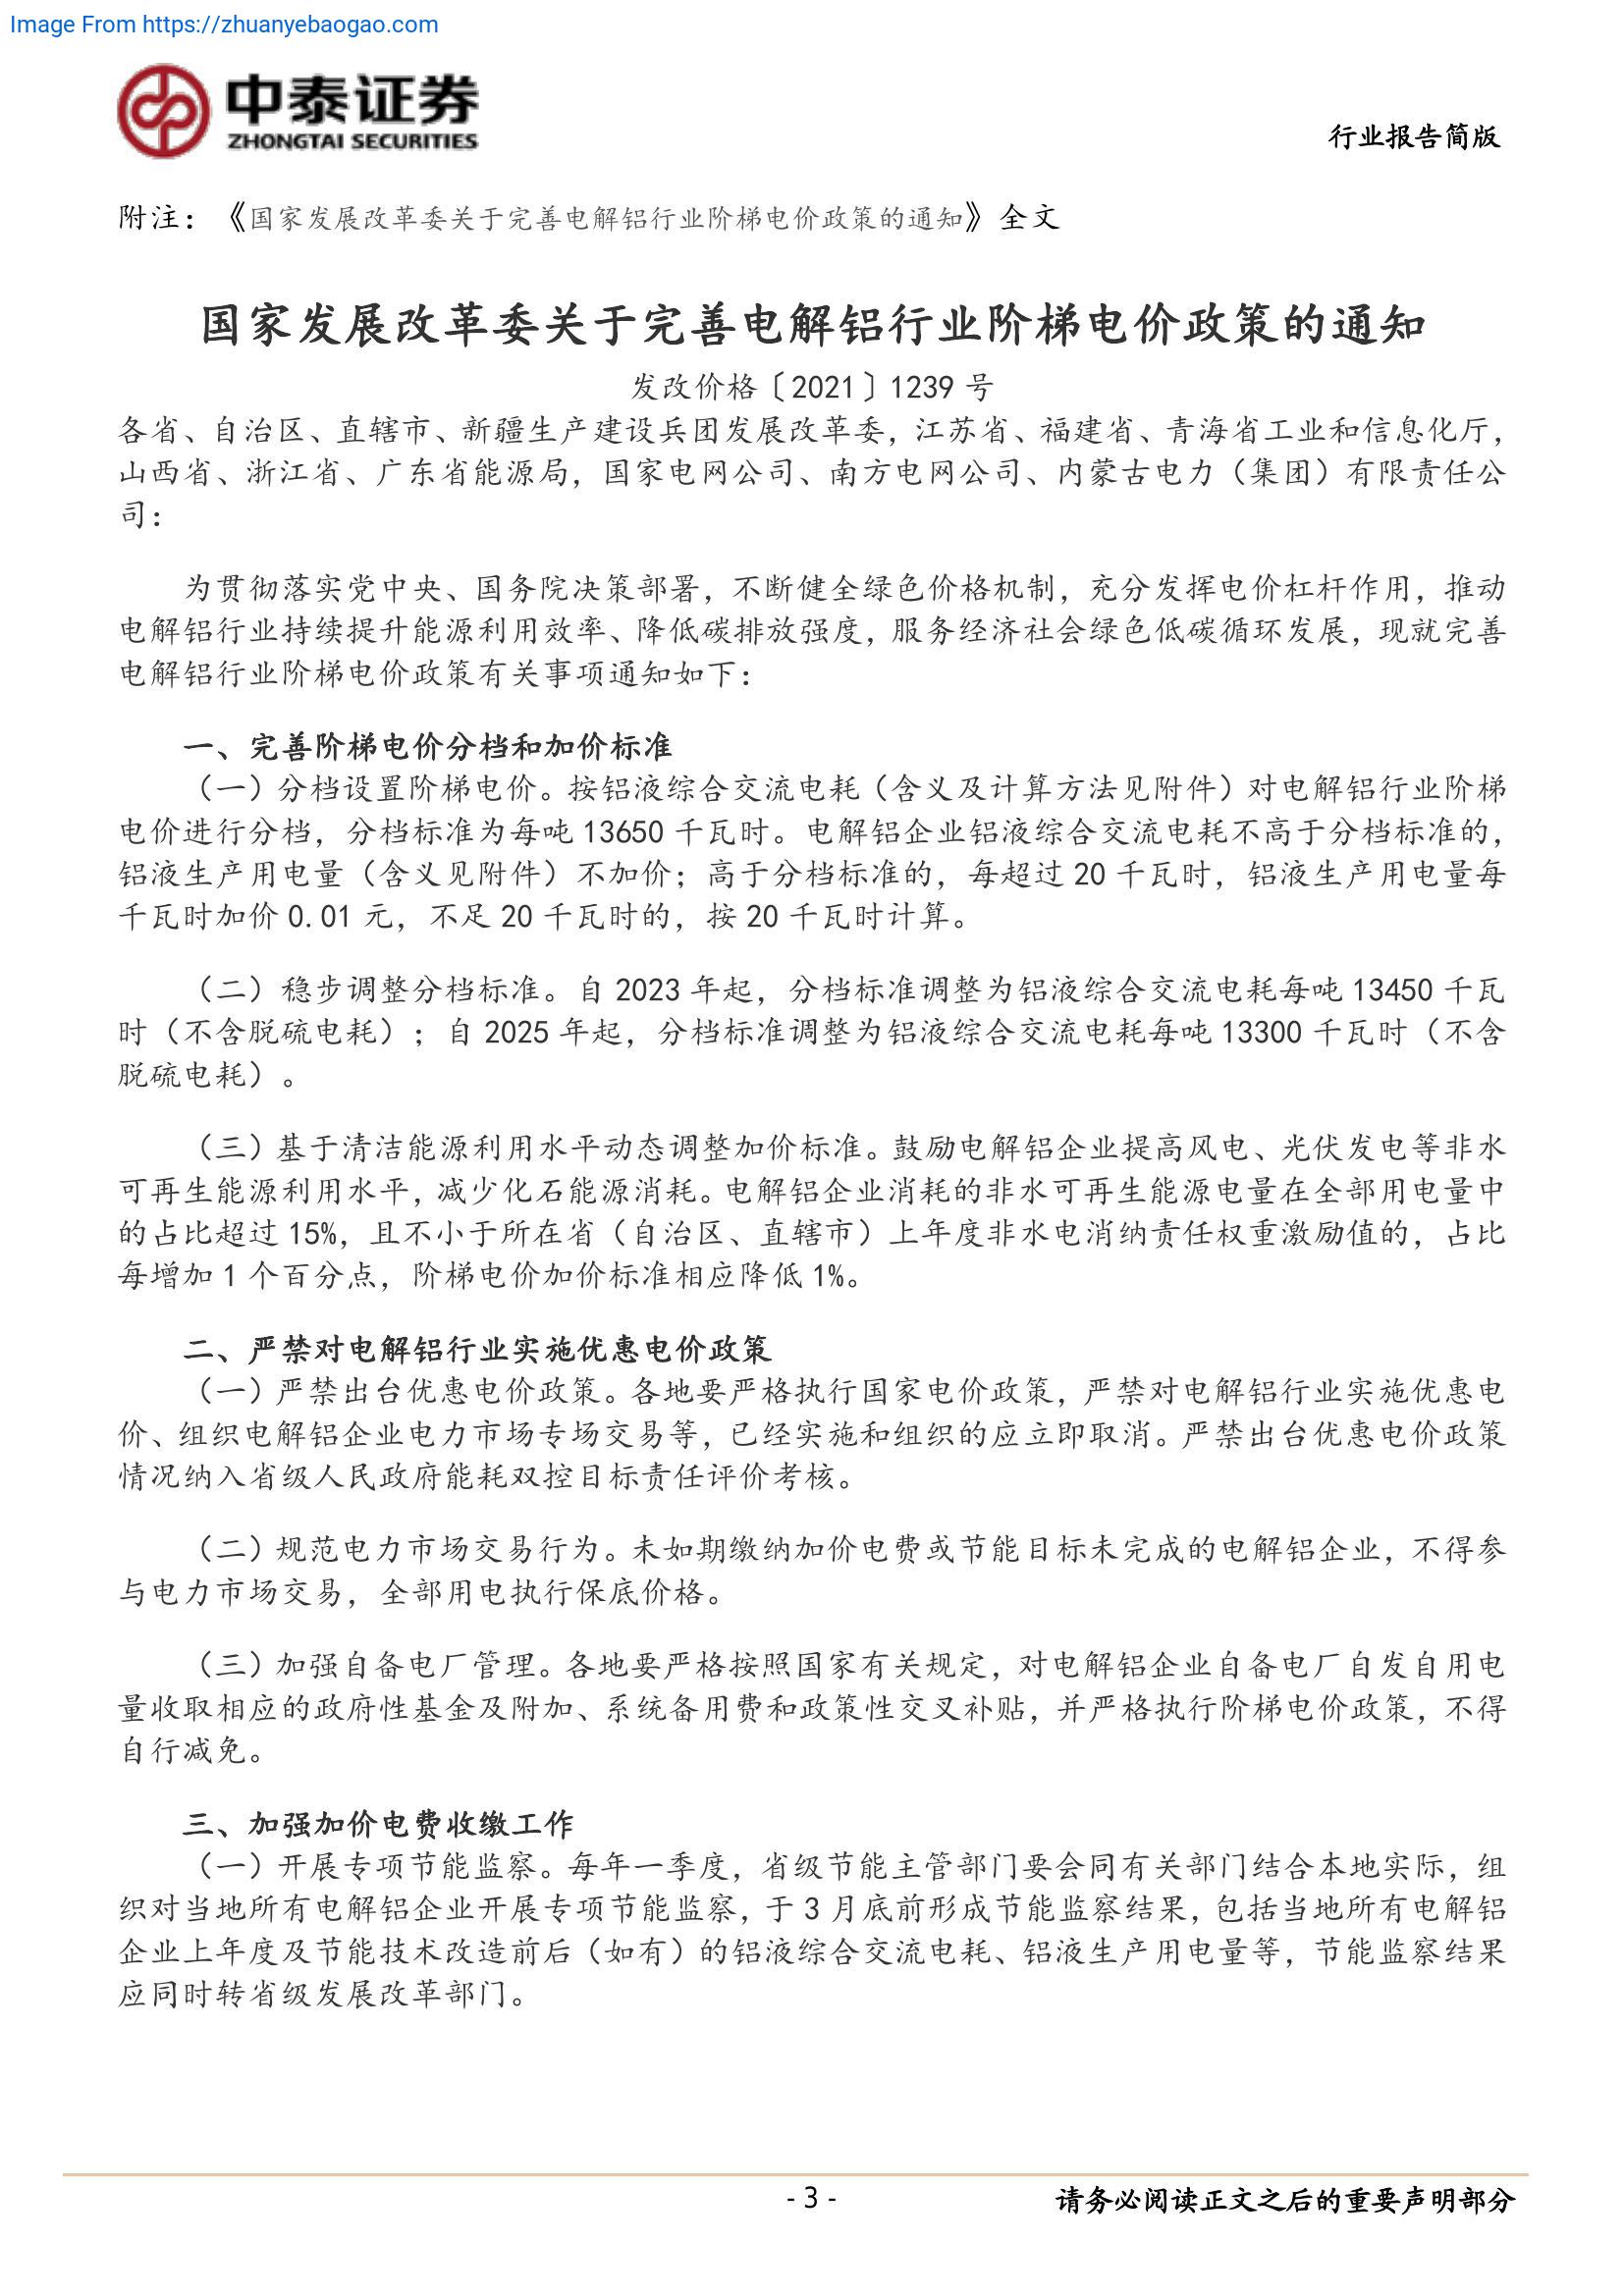 Image From https://zhuanyebaogao.com
中泰证券
ZHONGTAI SECURITIES
行业报告简版
附注：《国家发展改革委关于完善电解铝行业阶梯电价政策的通知》全文
国家发展改革委关于完善电解铝行业阶梯电价政策的通知
发改价格〔2021〕1239 号
各省、自治区、直辖市、新疆生产建设兵团发展改革委，江苏省、福建省、青海省工业和信息化厅，
山西省、浙江省、广东省能源局，国家电网公司、南方电网公司、内蒙古电力（集团）有限责任公
司：
为贯彻落实党中央、国务院决策部署，不断健全绿色价格机制，充分发挥电价杠杆作用，推动
电解铝行业持续提升能源利用效率、降低碳排放强度，服务经济社会绿色低碳循环发展，现就完善
电解铝行业阶梯电价政策有关事项通知如下：
一、完善阶梯电价分档和加价标准
（一）分档设置阶梯电价。按铝液综合交流电耗（含义及计算方法见附件）对电解铝行业阶梯
电价进行分档，分档标准为每吨 13650 千瓦时。电解铝企业铝液综合交流电耗不高于分档标准的，
铝液生产用电量（含义见附件）不加价；高于分档标准的，每超过 20 千瓦时，铝液生产用电量每
千瓦时加价 0.01 元，不足 20 千瓦时的，按 20 千瓦时计算。
（二）稳步调整分档标准。自 2023 年起，分档标准调整为铝液综合交流电耗每吨 13450 千瓦
时（不含脱硫电耗）；自 2025 年起，分档标准调整为铝液综合交流电耗每吨 13300 千瓦时（不含
脱硫电耗）。
（三）基于清洁能源利用水平动态调整加价标准。鼓励电解铝企业提高风电、光伏发电等非水
可再生能源利用水平，减少化石能源消耗。电解铝企业消耗的非水可再生能源电量在全部用电量中
的占比超过 15%，且不小于所在省（自治区、直辖市）上年度非水电消纳责任权重激励值的，占比
每增加 1 个百分点，阶梯电价加价标准相应降低 1%。
二、严禁对电解铝行业实施优惠电价政策
（一）严禁出台优惠电价政策。各地要严格执行国家电价政策，严禁对电解铝行业实施优惠电
价、组织电解铝企业电力市场专场交易等，已经实施和组织的应立即取消。严禁出台优惠电价政策
情况纳入省级人民政府能耗双控目标责任评价考核。
（二）规范电力市场交易行为。未如期缴纳加价电费或节能目标未完成的电解铝企业，不得参
与电力市场交易，全部用电执行保底价格。
（三）加强自备电厂管理。各地要严格按照国家有关规定，对电解铝企业自备电厂自发自用电
量收取相应的政府性基金及附加、系统备用费和政策性交叉补贴，并严格执行阶梯电价政策，不得
自行减免。
三、加强加价电费收缴工作
（一）开展专项节能监察。每年一季度，省级节能主管部门要会同有关部门结合本地实际，组
织对当地所有电解铝企业开展专项节能监察，于 3 月底前形成节能监察结果，包括当地所有电解铝
企业上年度及节能技术改造前后（如有）的铝液综合交流电耗、铝液生产用电量等，节能监察结果
应同时转省级发展改革部门。
- 3 -
请务必阅读正文之后的重要声明部分